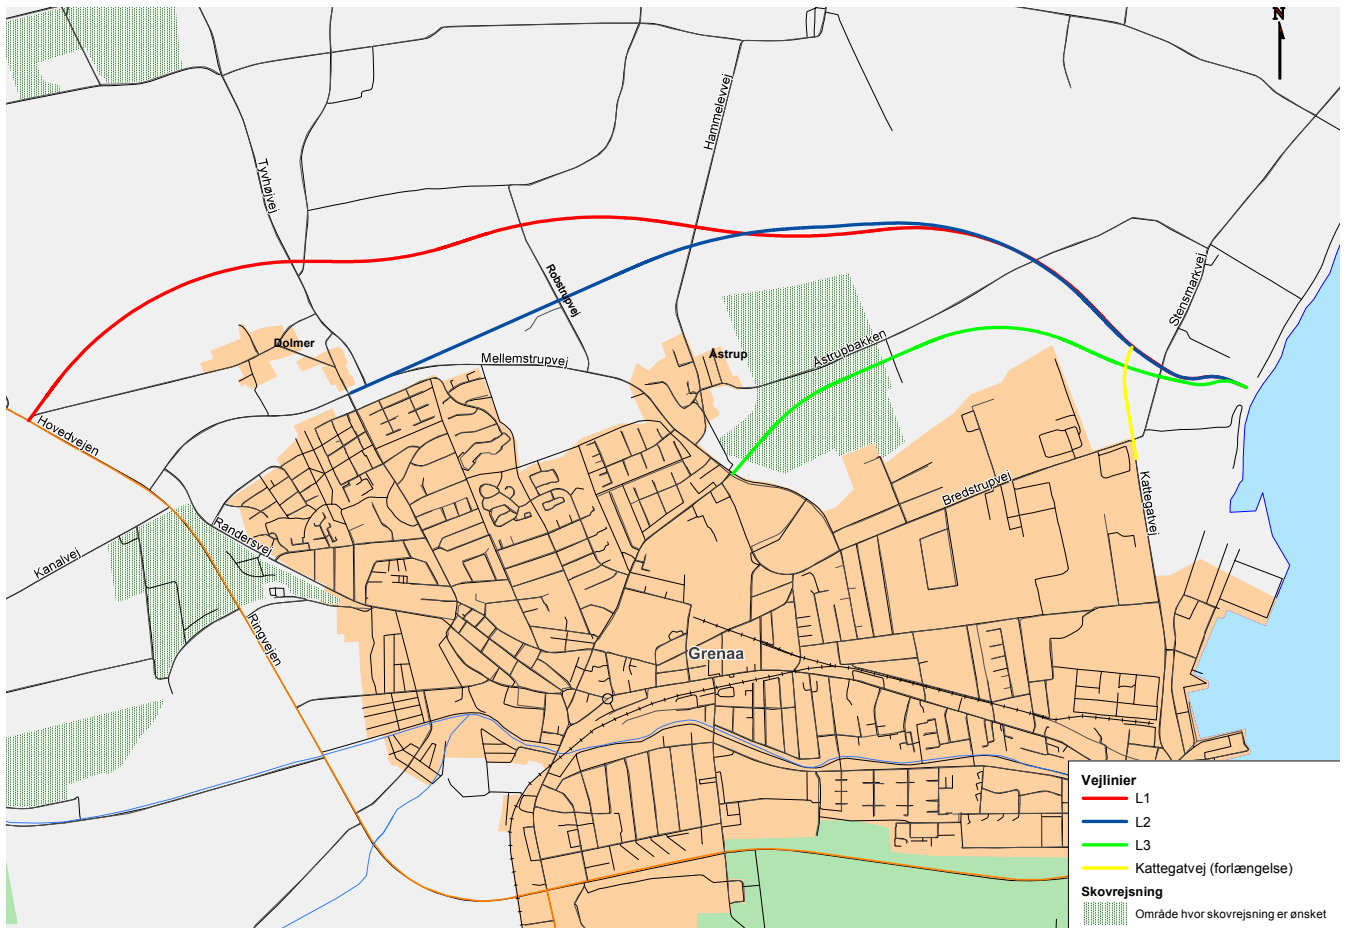 N
Hammelevvej
Tyvhøjvej
Robstrupvej
Stensmarkvej
Dolmer
Mellemstrupvej
Åstrup
Åstrupbakken
Hovedvejen
Bredstrupvej
Kattegatvej
Randersvej
Kanalvej
Ringvejen
Grenaa
Vejlinier
L1
L2
L3
Kattegatvej (forlængelse)
Skovrejsning
Område hvor skovrejsning er ønsket